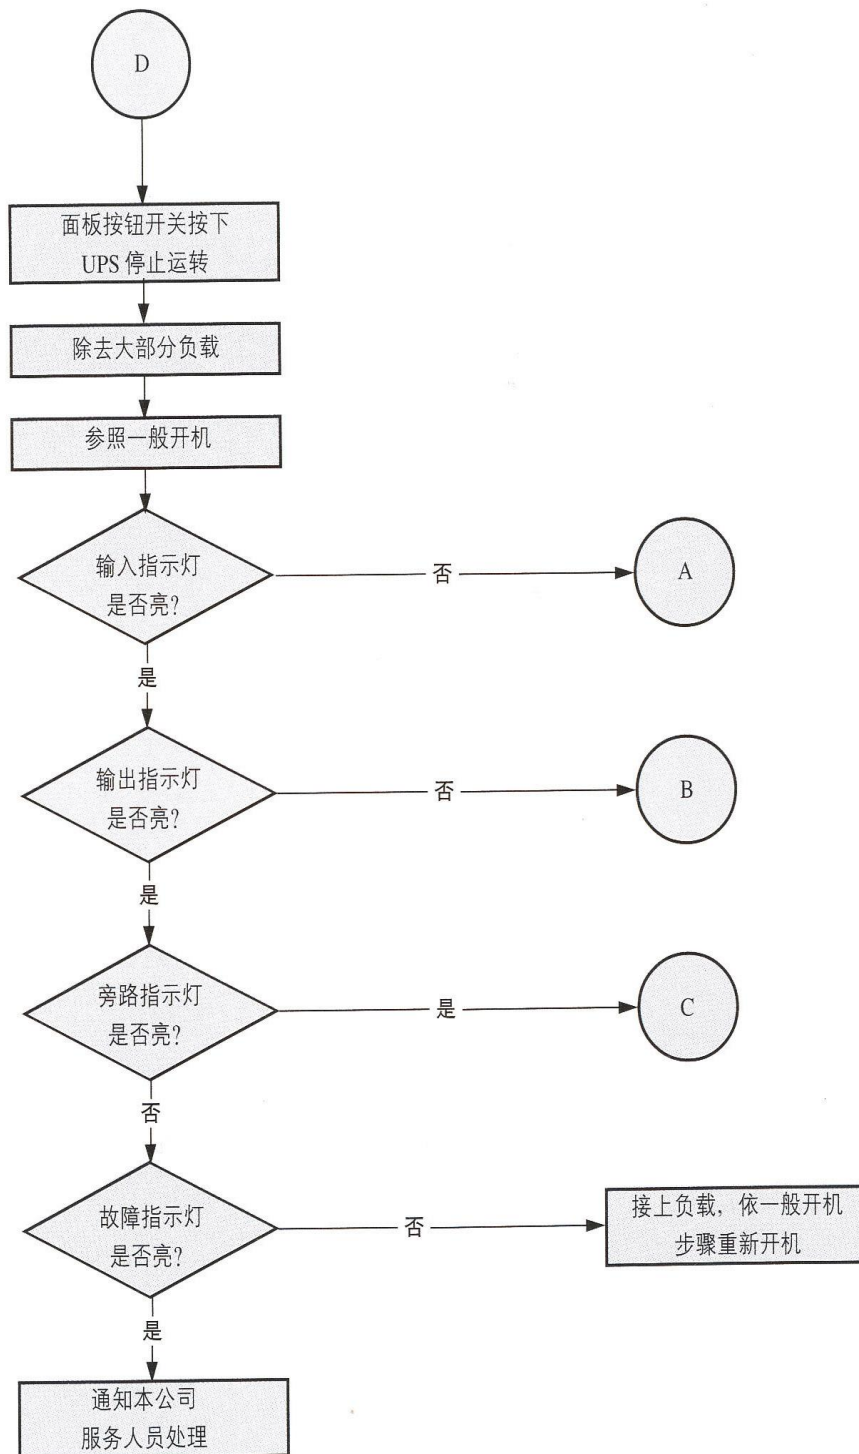 D
面板按钮开关按下
UPS 停止运转
除去大部分负载
参照一般开机
输入指示灯
是否亮?
否
A
是
输出指示灯
是否亮?
否
B
是
旁路指示灯
是否亮?
是
C
否
故障指示灯
是否亮?
否
接上负载，依一般开机
步骤重新开机
是
通知本公司
服务人员处理